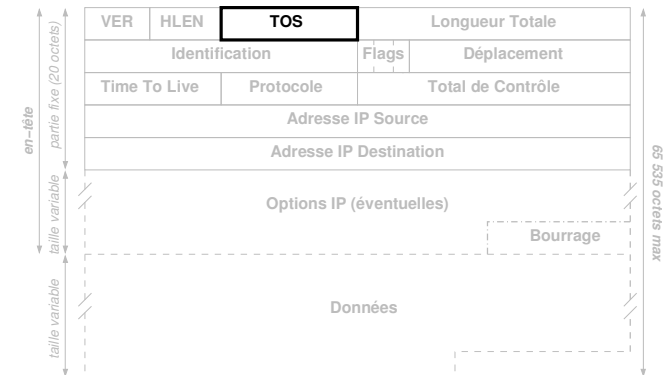 VER HLEN TOS Longueur Totale
Identification Flags Déplacement
Time To Live Protocole Total de Contrôle
Adresse IP Source
Adresse IP Destination
Options IP (éventuelles)
Bourrage
Données
en−tête
partie fixe (20 octets)
taille variable
taille variable
65 535 octets max